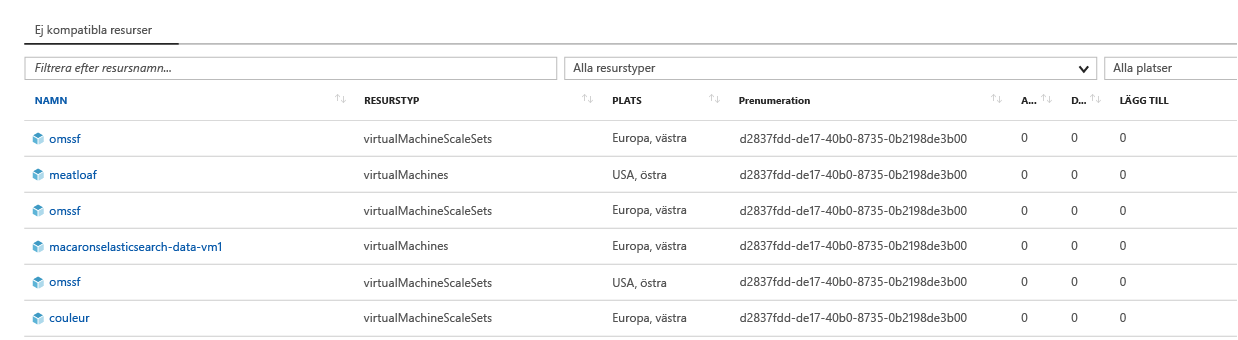 Ej kompatibla resurser
Filtrera efter resursnamn... Alla resurstyper Alla platser
NAMN RESURSTYP PLATS Prenumeration A... D... LÄGG TILL
omssf virtualMachineScaleSets Europa, västra d2837fdd-de17-40b0-8735-0b2198de3b00 0 0 0
meatloaf virtualMachines USA, östra d2837fdd-de17-40b0-8735-0b2198de3b00 0 0 0
omssf virtualMachineScaleSets Europa, västra d2837fdd-de17-40b0-8735-0b2198de3b00 0 0 0
macaronselasticsearch-data-vm1 virtualMachines Europa, västra d2837fdd-de17-40b0-8735-0b2198de3b00 0 0 0
omssf virtualMachineScaleSets USA, östra d2837fdd-de17-40b0-8735-0b2198de3b00 0 0 0
couleur virtualMachineScaleSets Europa, västra d2837fdd-de17-40b0-8735-0b2198de3b00 0 0 0